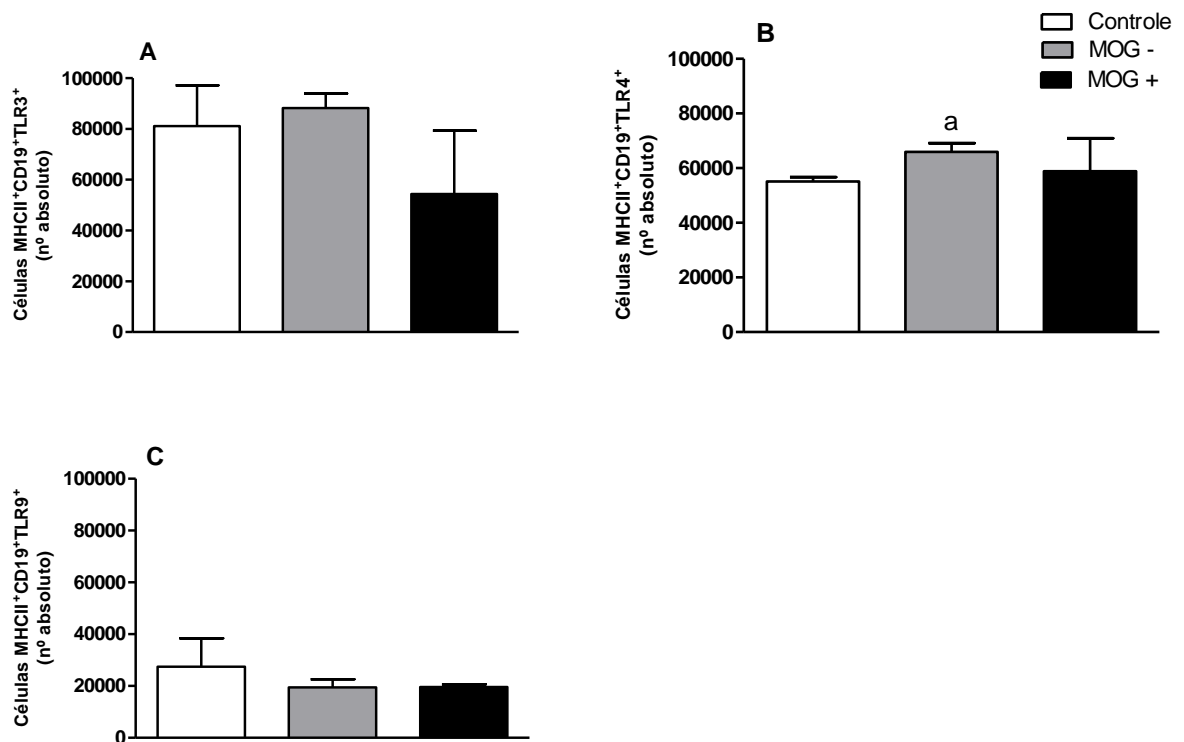 Controle
MOG -
MOG +
A
Células MHCII⁺CD19⁺TLR3⁺
(nº absoluto)
100000
80000
60000
40000
20000
0
B
Células MHCII⁺CD19⁺TLR4⁺
(nº absoluto)
100000
80000
60000
40000
20000
0
a
C
Células MHCII⁺CD19⁺TLR9⁺
(nº absoluto)
100000
80000
60000
40000
20000
0